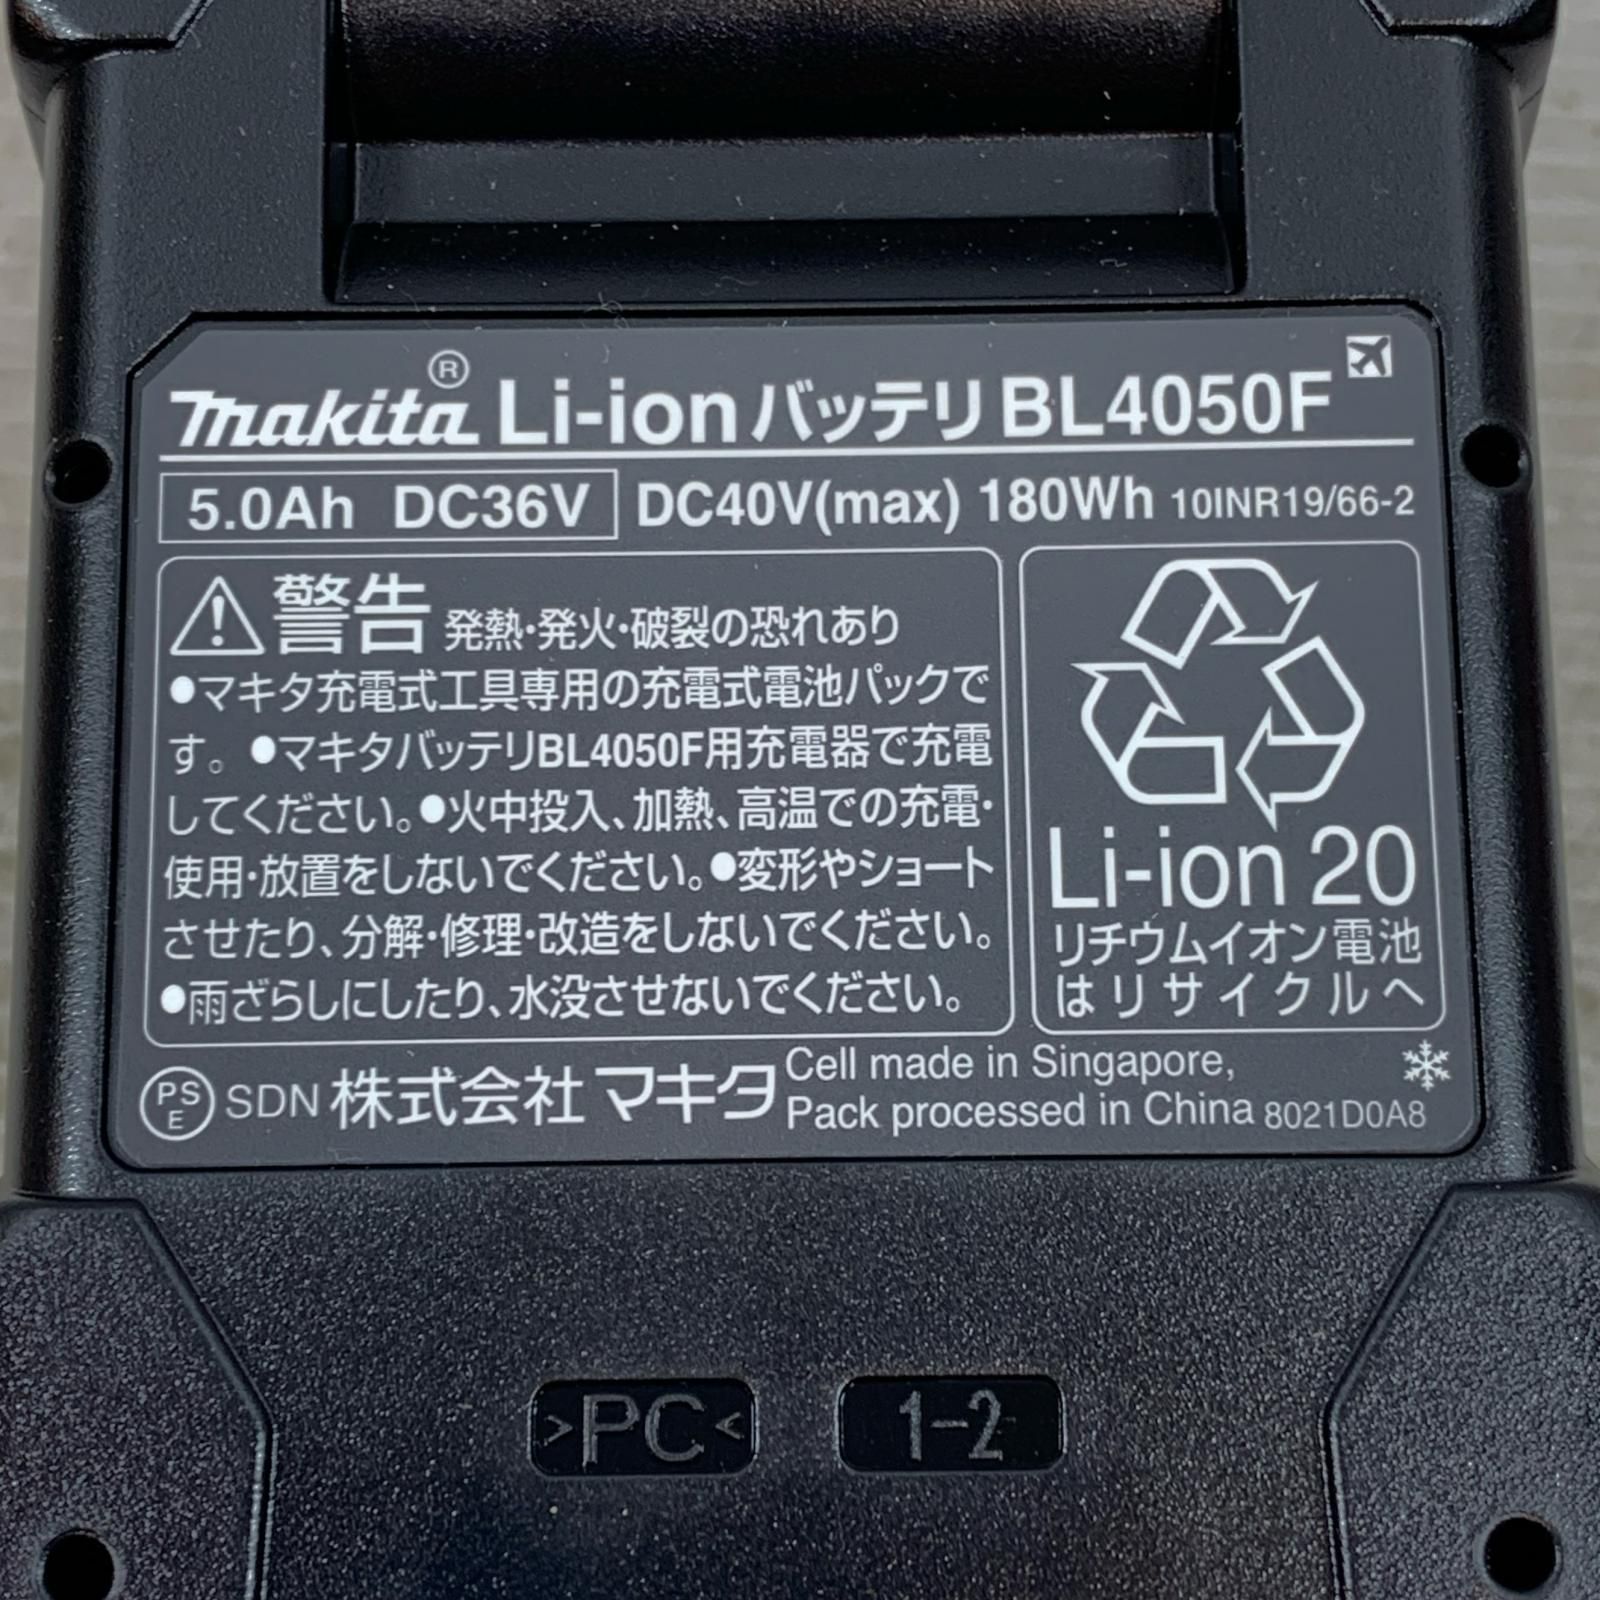 makita® Li-ionバッテリ BL4050F
5.0Ah DC36V DC40V(max) 180Wh 10INR19/66-2
警告 発熱・発火・破裂の恐れあり
●マキタ充電式工具専用の充電式電池パックで
す。●マキタバッテリBL4050F用充電器で充電
してください。●火中投入、加熱、高温での充電・
使用・放置をしないでください。●変形やショート
させたり、分解・修理・改造をしないでください。
●雨ざらしにしたり、水没させないでください。
Li-ion 20
リチウムイオン電池
はリサイクルへ
PS
E
SDN 株式会社マキタ
Cell made in Singapore,
Pack processed in China 8021D0A8
>PC<
1-2